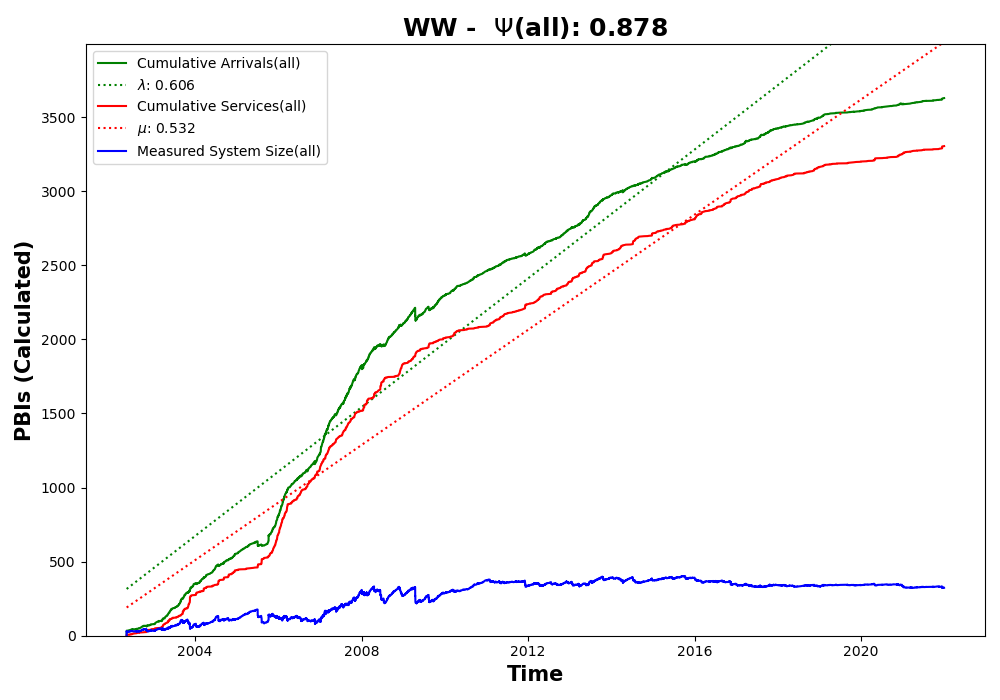 WW - Ψ(all): 0.878
Cumulative Arrivals(all)
λ: 0.606
Cumulative Services(all)
μ: 0.532
Measured System Size(all)
PBIs (Calculated)
3500
3000
2500
2000
1500
1000
500
0
2004 2008 2012 2016 2020
Time